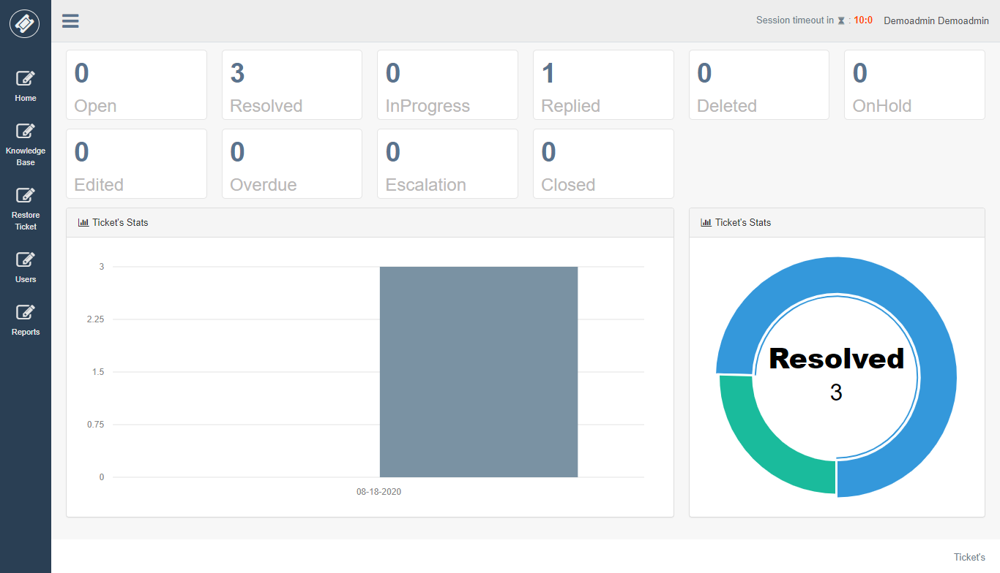 Session timeout in : 10:0 Demoadmin Demoadmin
Home
Knowledge
Base
Restore
Ticket
Users
Reports
0
Open
3
Resolved
0
InProgress
1
Replied
0
Deleted
0
OnHold
0
Edited
0
Overdue
0
Escalation
0
Closed
Ticket's Stats
3
2.25
1.5
0.75
0
08-18-2020
Ticket's Stats
Resolved
3
Ticket's